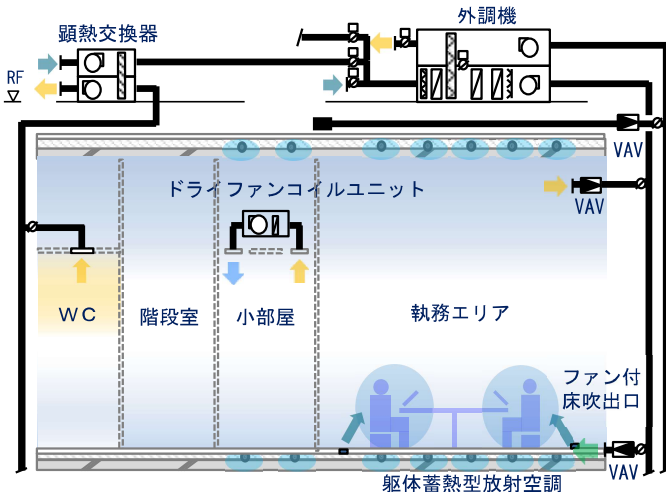 外調機
顕熱交換器
RF
VAV
ドライファンコイルユニット
VAV
WC
階段室
小部屋
執務エリア
ファン付
床吹出口
VAV
躯体蓄熱型放射空調